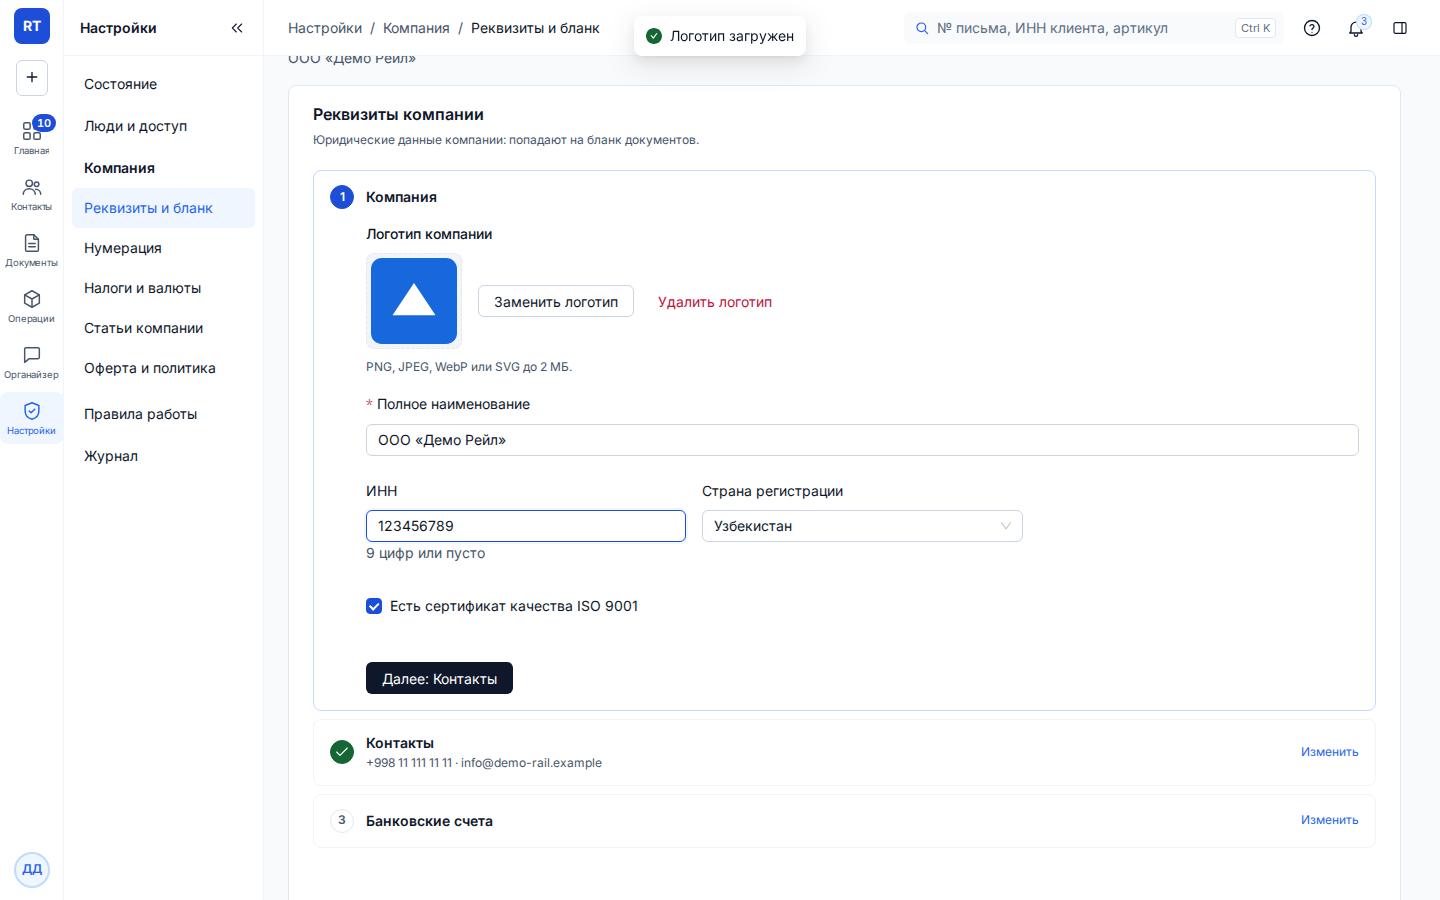 RT
Настройки
Настройки / Компания / Реквизиты и бланк
Логотип загружен
№ письма, ИНН клиента, артикул
Ctrl K
3
ООО «Демо Рейл»
10
Главная
Контакты
Документы
Операции
Органайзер
Настройки
ДД
Состояние
Люди и доступ
Компания
Реквизиты и бланк
Нумерация
Налоги и валюты
Статьи компании
Оферта и политика
Правила работы
Журнал
Реквизиты компании
Юридические данные компании: попадают на бланк документов.
1 Компания
Логотип компании
Заменить логотип
Удалить логотип
PNG, JPEG, WebP или SVG до 2 МБ.
* Полное наименование
ООО «Демо Рейл»
ИНН
Страна регистрации
123456789
Узбекистан
9 цифр или пусто
Есть сертификат качества ISO 9001
Далее: Контакты
Контакты
+998 11 111 11 11 · info@demo-rail.example
Изменить
3 Банковские счета
Изменить